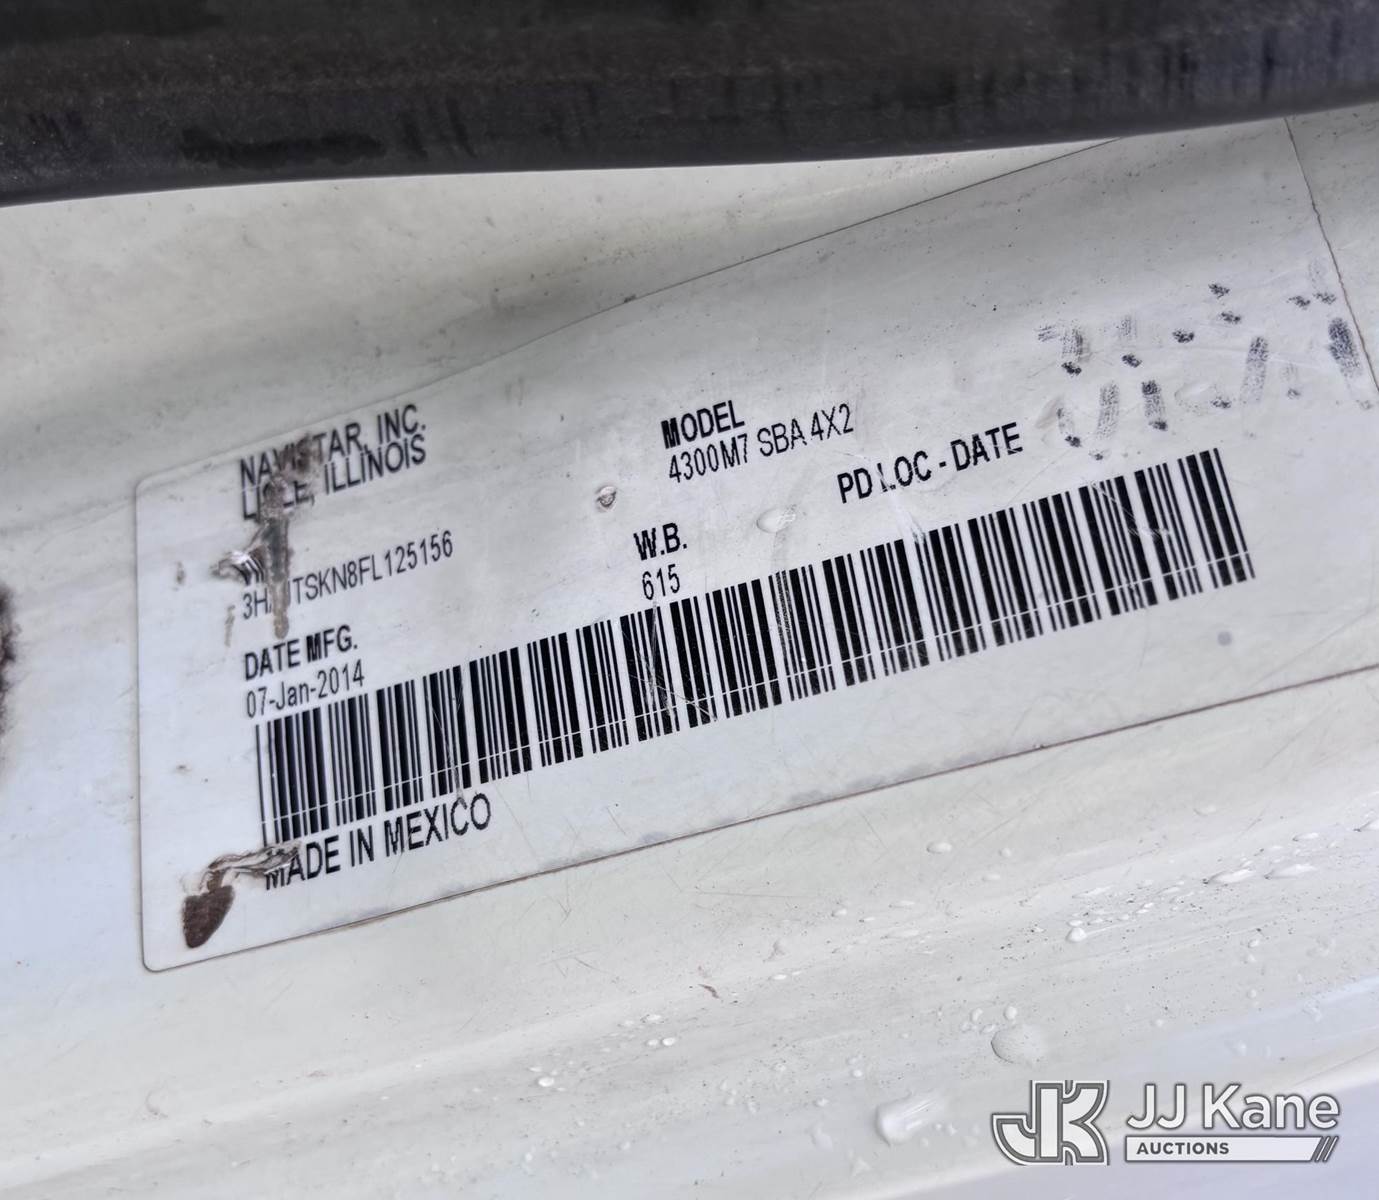 NAVISTAR, INC.
LISLE, ILLINOIS
MODEL
4300M7 SBA 4X2
PD LOC - DATE
W.B.
615
DATE MFG.
07-Jan-2014
MADE IN MEXICO
JK JJ Kane
AUCTIONS